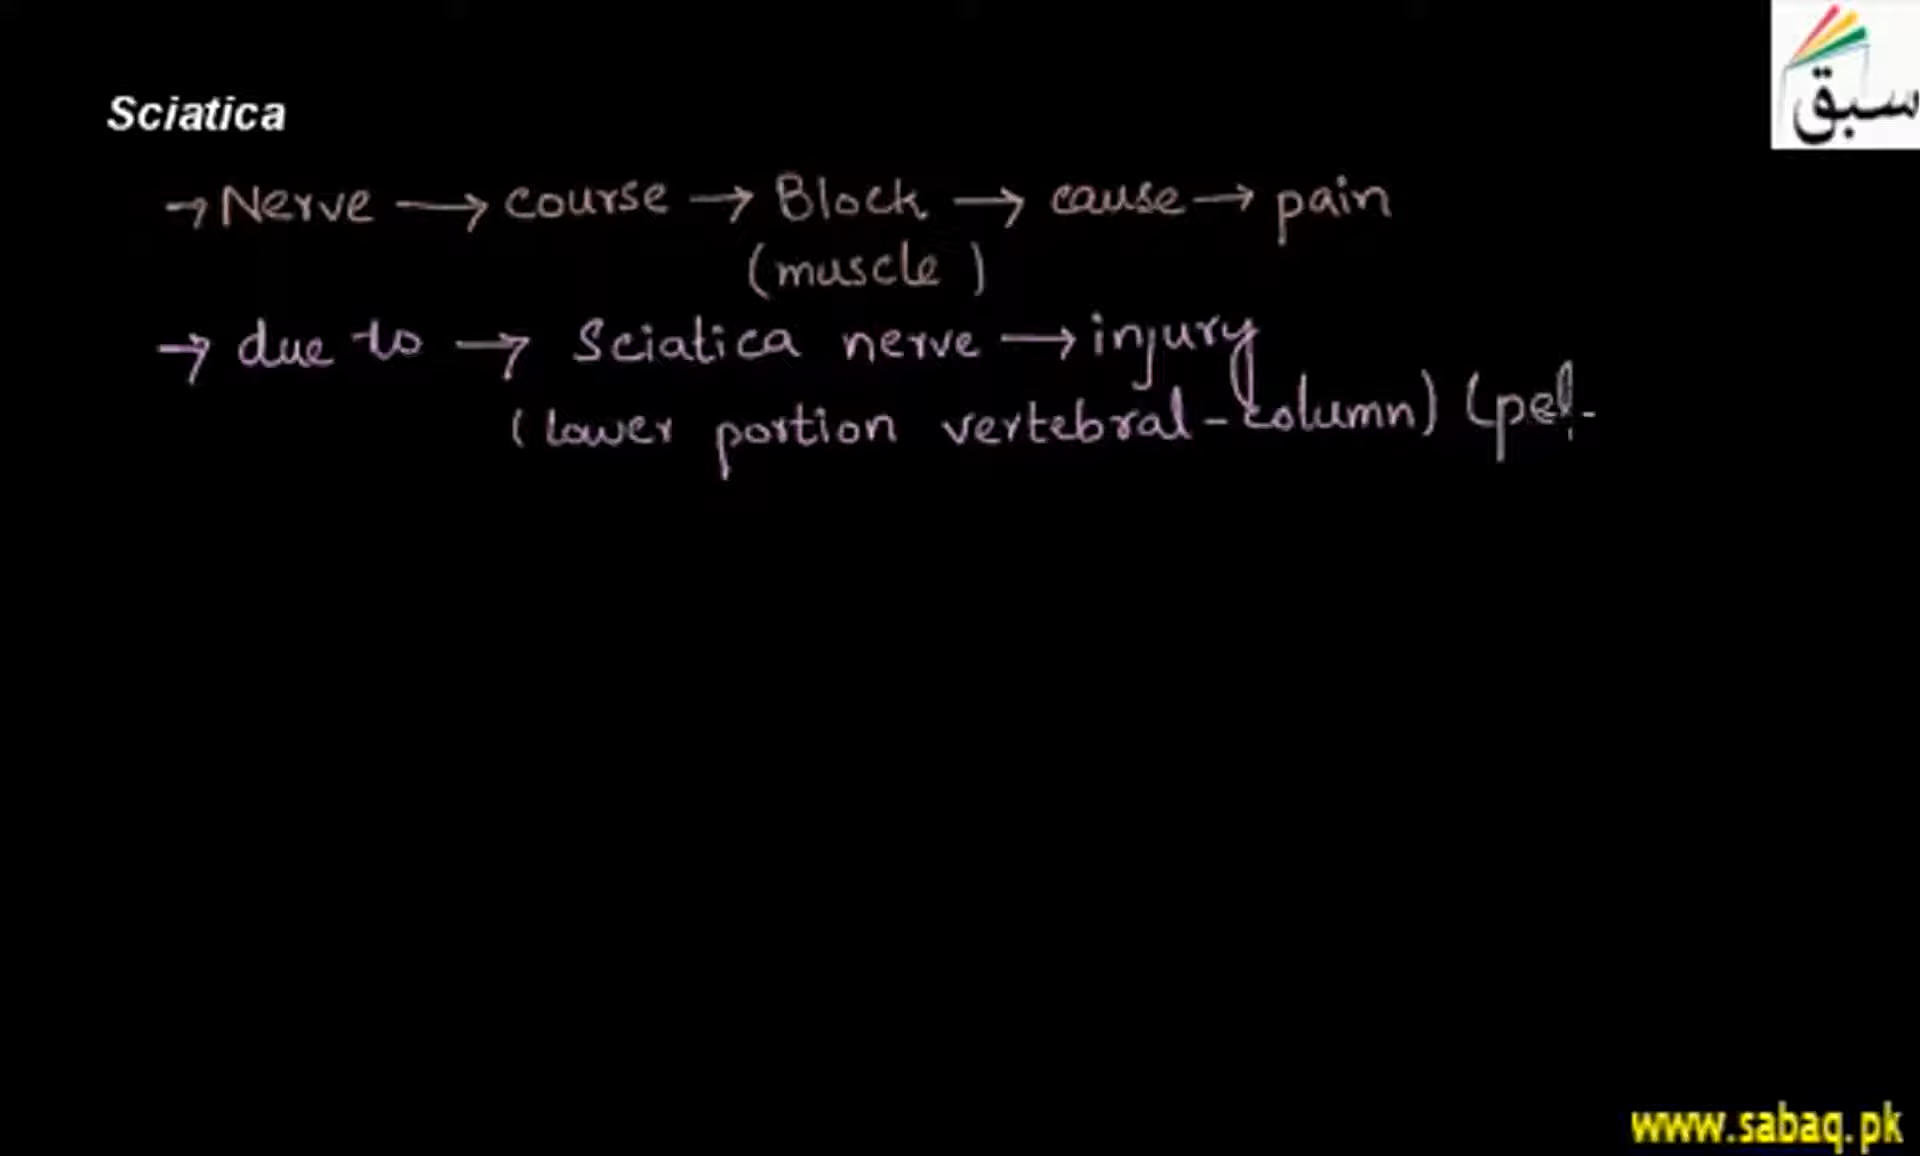 سبق
Sciatica
→ Nerve → course → Block → cause → pain
(muscle)
→ due to → Sciatica nerve → injury
(lower portion vertebral-column) (pel-
www.sabaq.pk